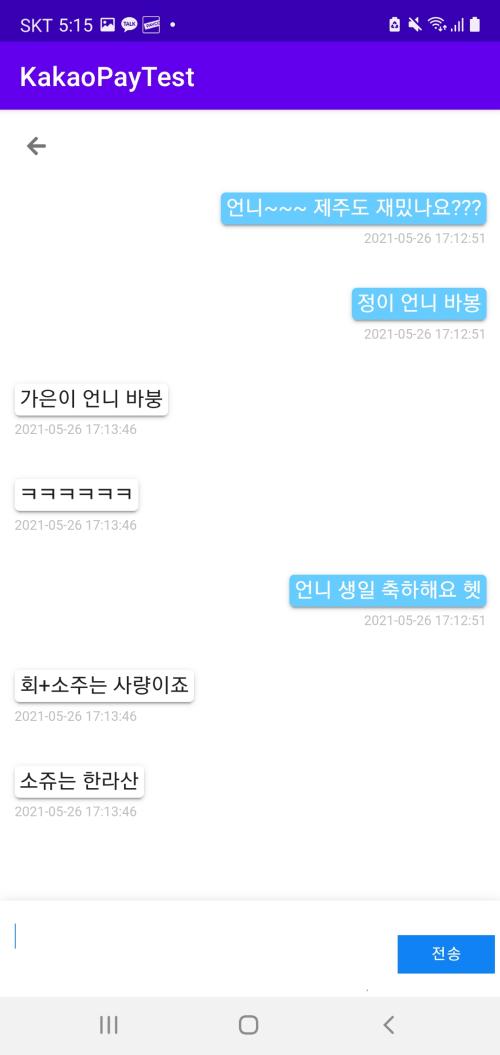 SKT 5:15
KakaoPayTest
언니~~~ 제주도 재밌나요???
2021-05-26 17:12:51
정이 언니 바봉
2021-05-26 17:12:51
가은이 언니 바붕
2021-05-26 17:13:46
ㅋㅋㅋㅋㅋㅋ
2021-05-26 17:13:46
언니 생일 축하해요 헷
2021-05-26 17:12:51
회+소주는 사량이죠
2021-05-26 17:13:46
소쥬는 한라산
2021-05-26 17:13:46
전송